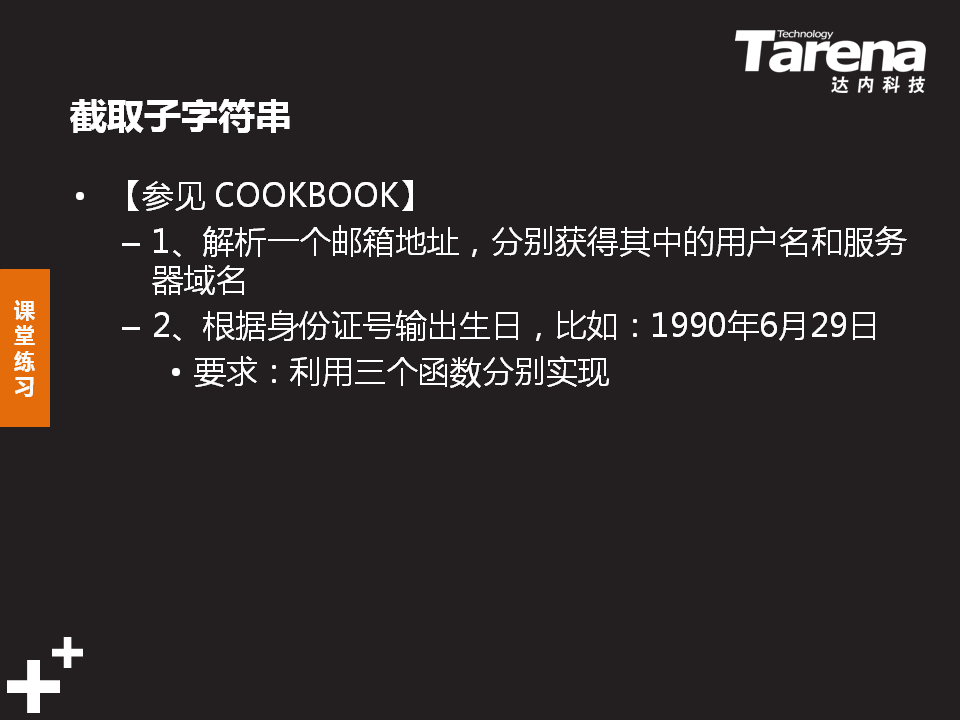 Technology
Tarena
达内科技
截取子字符串
• 【参见 COOKBOOK】
– 1、解析一个邮箱地址，分别获得其中的用户名和服务
器域名
– 2、根据身份证号输出生日，比如：1990年6月29日
• 要求：利用三个函数分别实现
课
堂
练
习